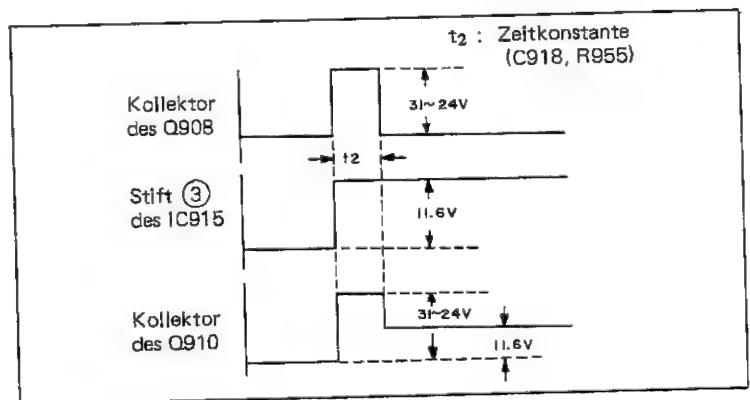 t₂ : Zeitkonstante
(C918, R955)
Kollektor
des Q908
31~24V
t2
Stift ③
des IC915
11.6V
Kollektor
des Q910
31~24V
11.6V